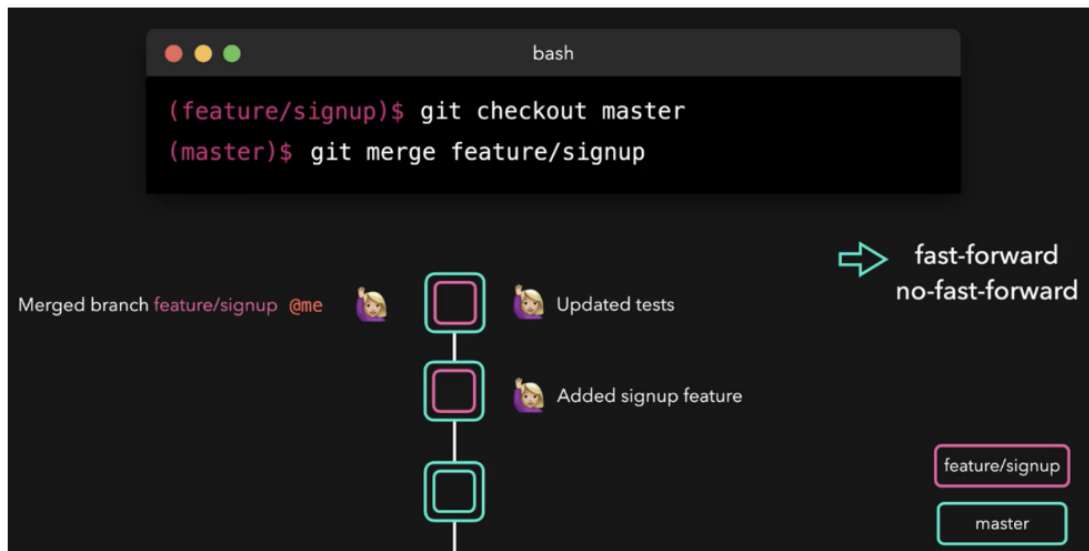 bash
(feature/signup)$ git checkout master
(master)$ git merge feature/signup
fast-forward
no-fast-forward
Merged branch feature/signup @me
Updated tests
Added signup feature
feature/signup
master